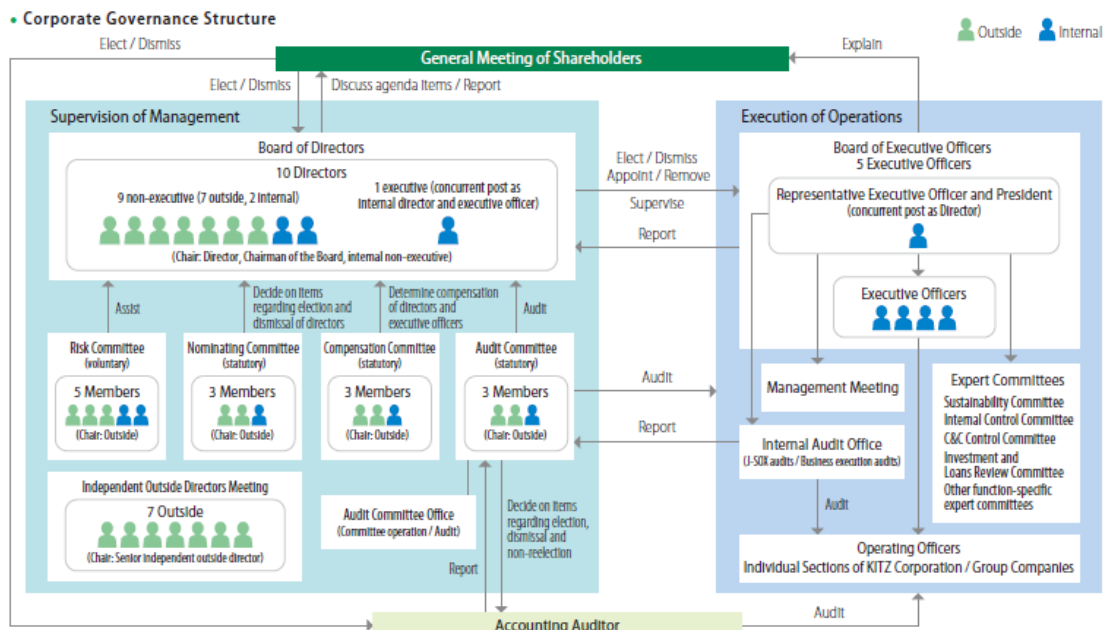 • Corporate Governance Structure
Outside
Internal
Elect / Dismiss
General Meeting of Shareholders
Explain
Elect / Dismiss
Discuss agenda items / Report
Supervision of Management
Board of Directors
10 Directors
9 non-executive (7 outside, 2 internal)
1 executive (concurrent post as
internal director and executive officer)
(Chair: Director, Chairman of the Board, internal non-executive)
Elect / Dismiss
Appoint / Remove
Supervise
Report
Execution of Operations
Board of Executive Officers
5 Executive Officers
Representative Executive Officer and President
(concurrent post as Director)
Executive Officers
Assist
Decide on items
regarding election and
dismissal of directors
Determine compensation
of directors and
executive officers
Audit
Risk Committee
(voluntary)
5 Members
(Chair: Outside)
Nominating Committee
(statutory)
3 Members
(Chair: Outside)
Compensation Committee
(statutory)
3 Members
(Chair: Outside)
Audit Committee
(statutory)
3 Members
(Chair: Outside)
Audit
Report
Management Meeting
Internal Audit Office
(J-SOX audits / Business execution audits)
Expert Committees
Sustainability Committee
Internal Control Committee
C&C Control Committee
Investment and
Loans Review Committee
Other function-specific
expert committees
Independent Outside Directors Meeting
7 Outside
(Chair: Senior independent outside director)
Audit Committee Office
(Committee operation / Audit)
Decide on items
regarding election,
dismissal and
non-reelection
Report
Audit
Operating Officers
Individual Sections of KITZ Corporation / Group Companies
Accounting Auditor
Audit